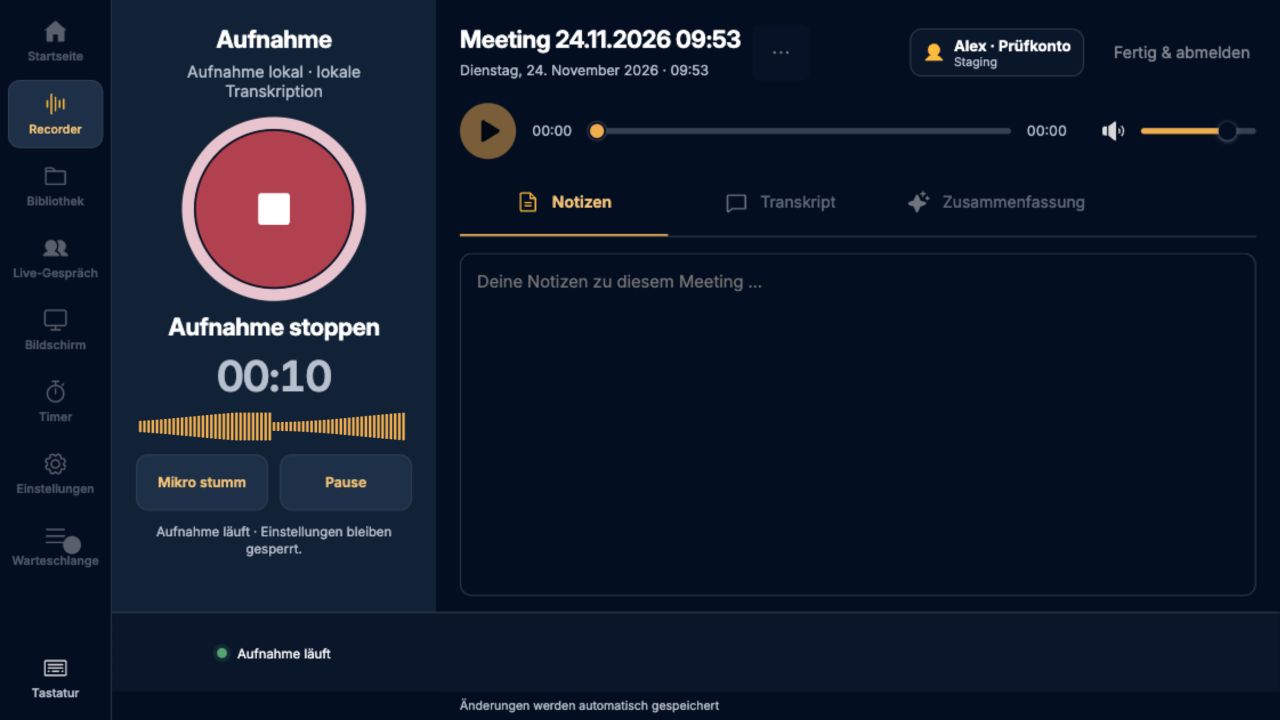 Startseite
Recorder
Bibliothek
Live-Gespräch
Bildschirm
Timer
Einstellungen
Warteschlange
Tastatur
Aufnahme
Aufnahme lokal · lokale
Transkription
Aufnahme stoppen
00:10
Mikro stumm
Pause
Aufnahme läuft · Einstellungen bleiben
gesperrt.
Meeting 24.11.2026 09:53
...
Dienstag, 24. November 2026 · 09:53
Alex · Prüfkonto
Staging
Fertig & abmelden
00:00
00:00
Notizen
Transkript
Zusammenfassung
Deine Notizen zu diesem Meeting ...
Aufnahme läuft
Änderungen werden automatisch gespeichert